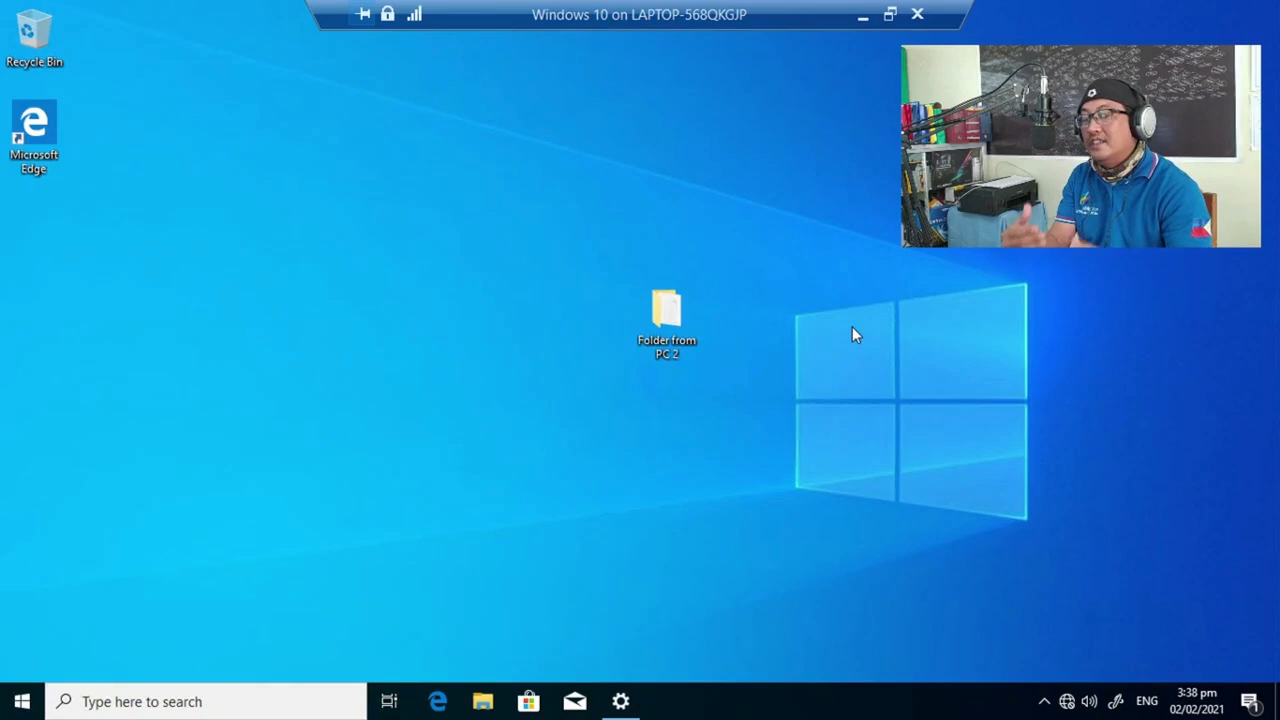 Windows 10 on LAPTOP-568QKGJP
Recycle Bin
Microsoft
Edge
Folder from
PC 2
Type here to search
ENG
3:38 pm
02/02/2021
1